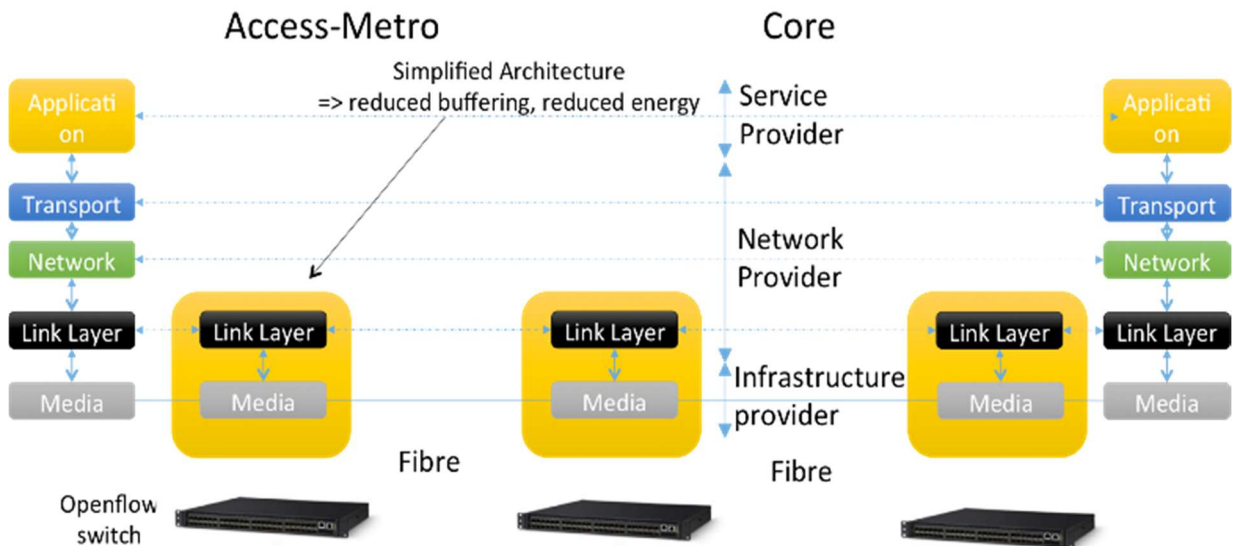 Access-Metro
Core
Simplified Architecture
=> reduced buffering, reduced energy
Service
Provider
Applicati
on
Applicati
on
Transport
Transport
Network
Provider
Network
Network
Link Layer
Link Layer
Link Layer
Link Layer
Link Layer
Infrastructure
provider
Media
Media
Media
Media
Media
Fibre
Fibre
Openflow
switch